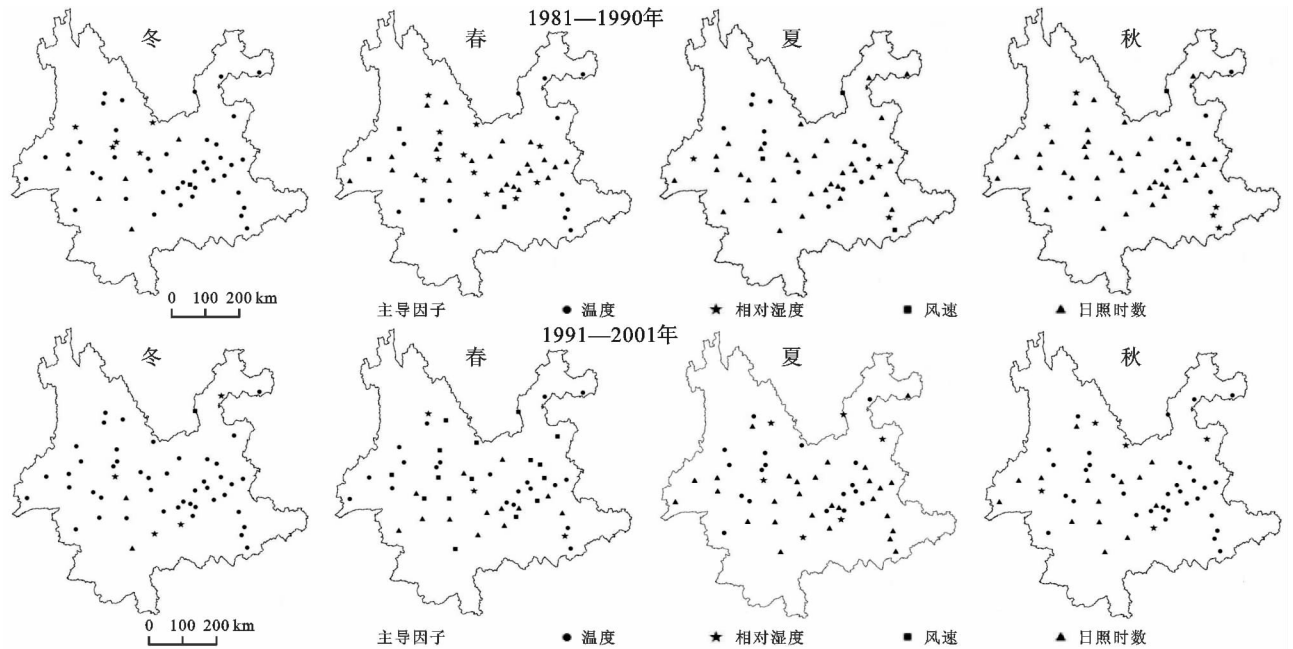 1981—1990年
冬 春 夏 秋
0 100 200 km
主导因子 温度 相对湿度 风速 日照时数
1991—2001年
冬 春 夏 秋
0 100 200 km
主导因子 温度 相对湿度 风速 日照时数